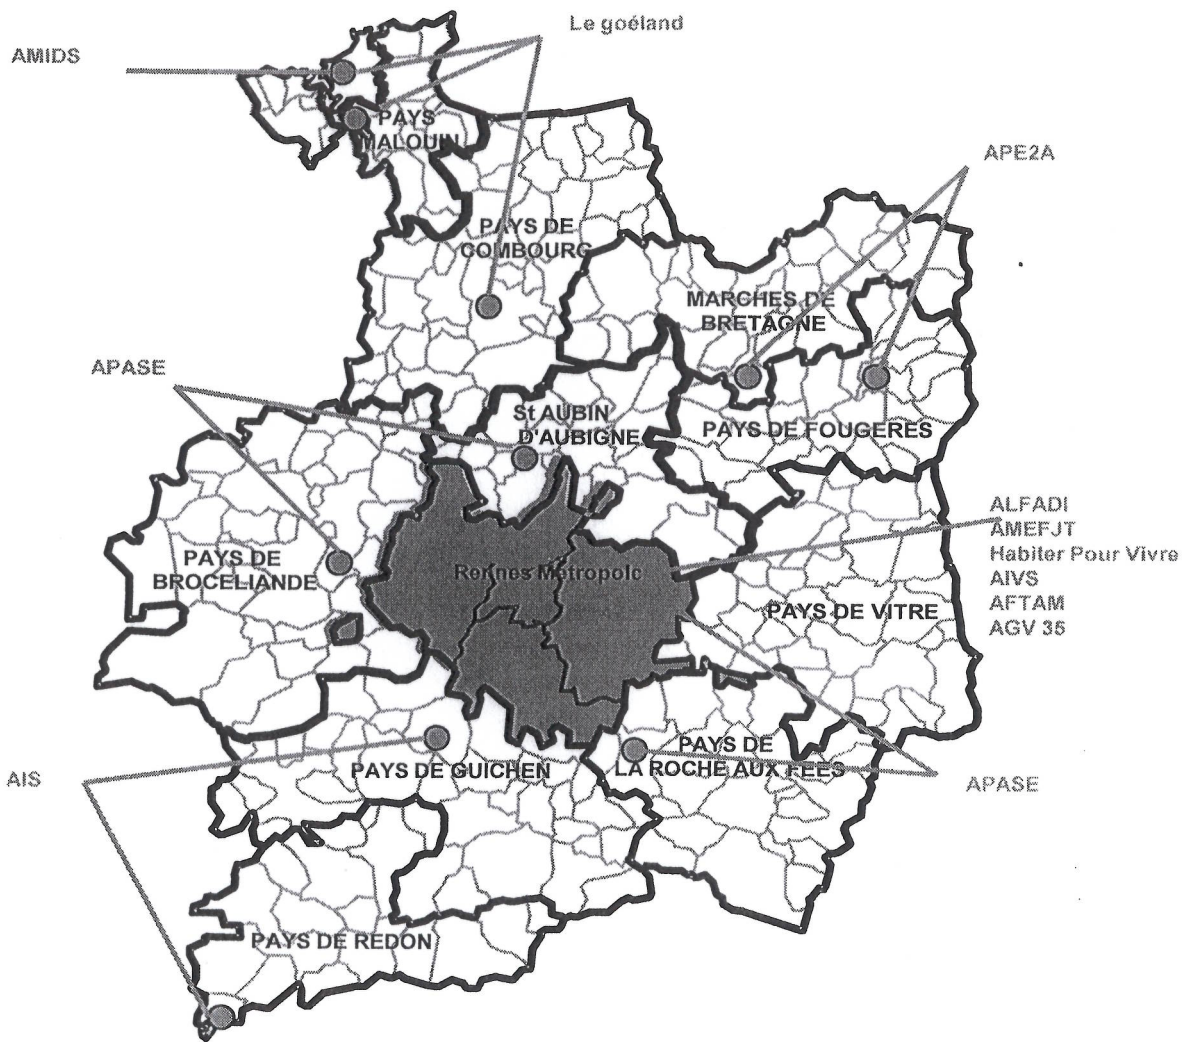 Le goéland
AMIDS
PAYS
MALOUIN
APE2A
PAYS DE
COMBOURG
MARCHES DE
BRETAGNE
APASE
St AUBIN
D'AUBIGNE
PAYS DE FOUGERES
ALFADI
AMEFJT
Habiter Pour Vivre
AIVS
AFTAM
AGV 35
PAYS DE
BROCELIANDE
Rennes Métropole
PAYS DE VITRE
PAYS DE
LA ROCHE AUX FEES
PAYS DE GUICHEN
AIS
APASE
PAYS DE REDON